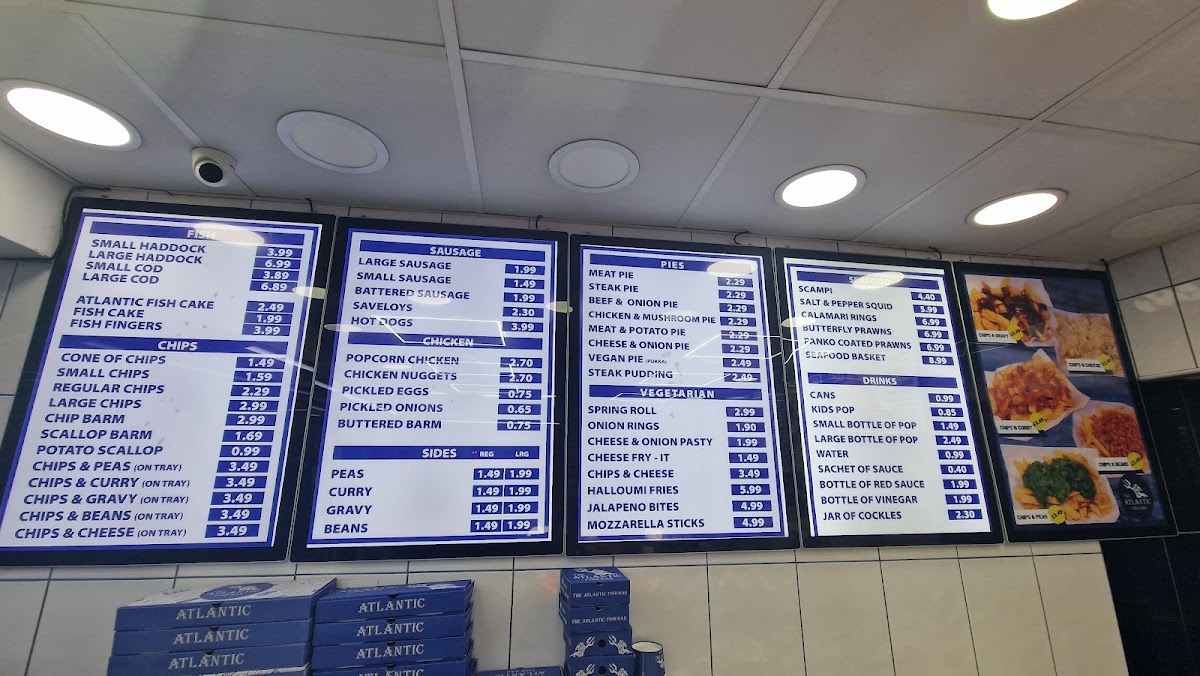 FISH
SMALL HADDOCK 3.99
LARGE HADDOCK 6.99
SMALL COD 3.89
LARGE COD 6.89
ATLANTIC FISH CAKE 2.49
FISH CAKE 1.99
FISH FINGERS 3.99
CHIPS
CONE OF CHIPS 1.49
SMALL CHIPS 1.59
REGULAR CHIPS 2.29
LARGE CHIPS 2.99
CHIP BARM 2.99
SCALLOP BARM 1.69
POTATO SCALLOP 0.99
CHIPS & PEAS (ON TRAY) 3.49
CHIPS & CURRY (ON TRAY) 3.49
CHIPS & GRAVY (ON TRAY) 3.49
CHIPS & BEANS (ON TRAY) 3.49
CHIPS & CHEESE (ON TRAY) 3.49
SAUSAGE
LARGE SAUSAGE 1.99
SMALL SAUSAGE 1.49
BATTERED SAUSAGE 1.99
SAVELOYS 2.30
HOT DOGS 3.99
CHICKEN
POPCORN CHICKEN 2.70
CHICKEN NUGGETS 2.70
PICKLED EGGS 0.75
PICKLED ONIONS 0.65
BUTTERED BARM 0.75
SIDES REG LRG
PEAS 1.49 1.99
CURRY 1.49 1.99
GRAVY 1.49 1.99
BEANS 1.49 1.99
PIES
MEAT PIE 2.29
STEAK PIE 2.29
BEEF & ONION PIE 2.29
CHICKEN & MUSHROOM PIE 2.29
MEAT & POTATO PIE 2.29
CHEESE & ONION PIE 2.29
VEGAN PIE (PUKKA) 2.49
STEAK PUDDING 2.49
VEGETARIAN
SPRING ROLL 2.99
ONION RINGS 1.90
CHEESE & ONION PASTY 1.99
CHEESE FRY - IT 1.49
CHIPS & CHEESE 3.49
HALLOUMI FRIES 5.99
JALAPENO BITES 4.99
MOZZARELLA STICKS 4.99
SEAFOOD
SCAMPI 4.40
SALT & PEPPER SQUID 5.99
CALAMARI RINGS 6.99
BUTTERFLY PRAWNS 6.99
PANKO COATED PRAWNS 6.99
SEAFOOD BASKET 8.99
DRINKS
CANS 0.99
KIDS POP 0.85
SMALL BOTTLE OF POP 1.49
LARGE BOTTLE OF POP 2.49
WATER 0.99
SACHET OF SAUCE 0.40
BOTTLE OF RED SAUCE 1.99
BOTTLE OF VINEGAR 1.99
JAR OF COCKLES 2.30
CHIPS & GRAVY
CHIPS & CHEESE
CHIPS & CURRY
CHIPS & BEANS
CHIPS & PEAS
THE ATLANTIC
ATLANTIC
ATLANTIC
ATLANTIC
ATLANTIC
ATLANTIC
ATLANTIC
THE ATLANTIC FISHBAR
THE ATLANTIC FISHBAR